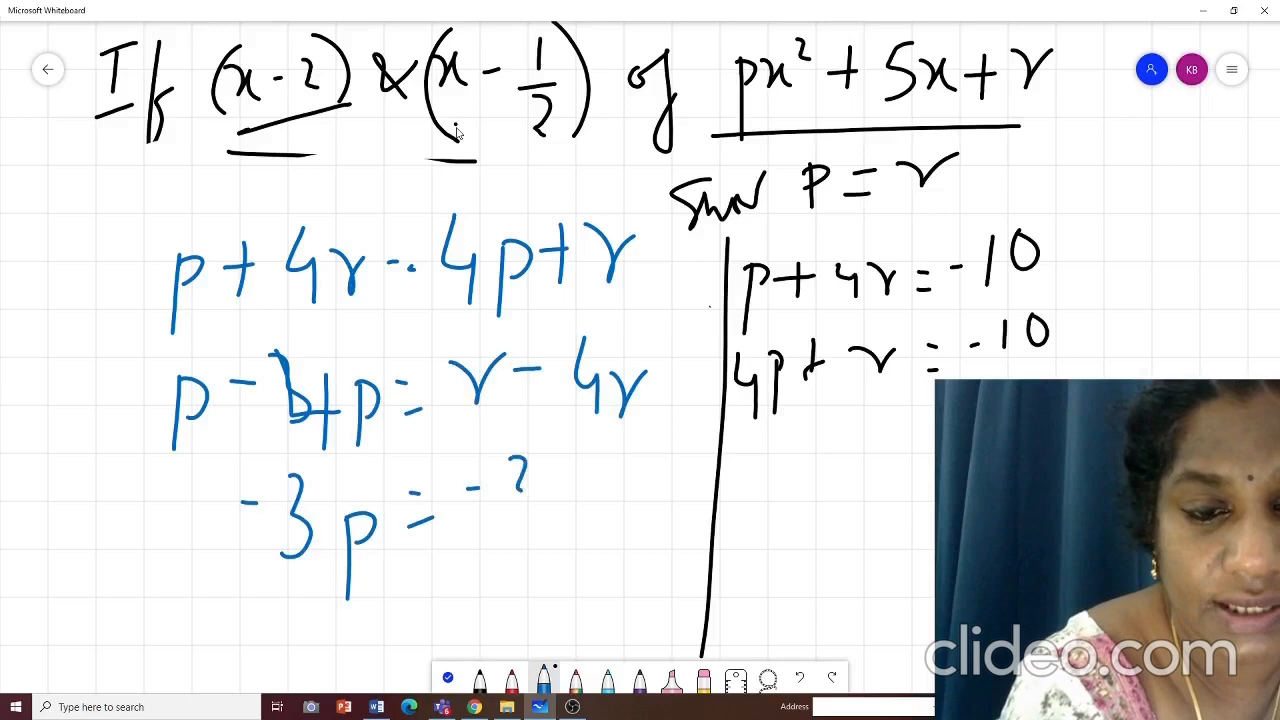 Microsoft Whiteboard
If (x - 2) & (x - 1/2) of px² + 5x + r
KB
Show p = r
p + 4r = 4p + r
p + 4r = -10
4p + r = -10
p - 4p = r - 4r
-3p = -
clideo.com
Type here to search
Address